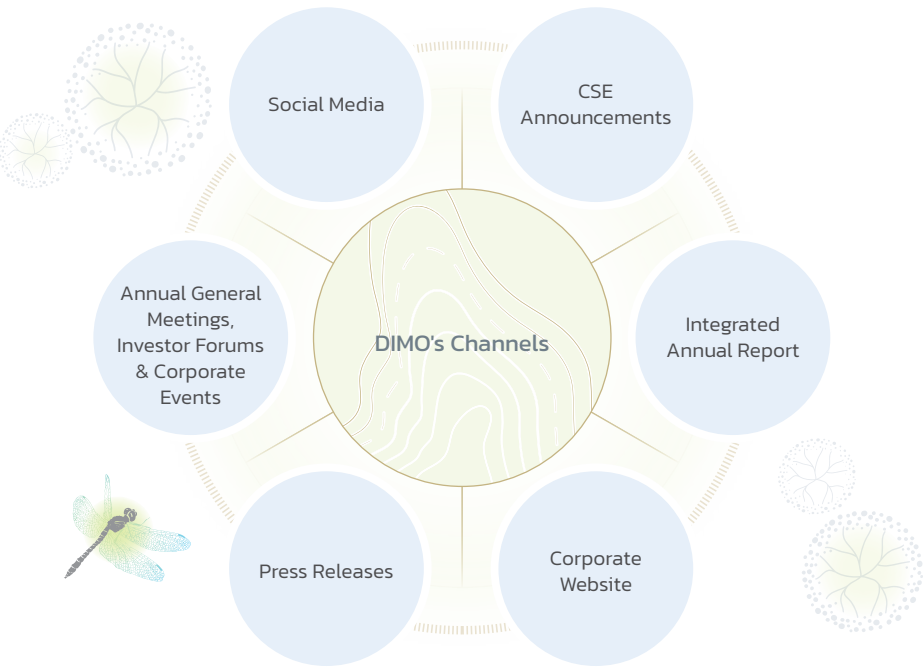 Social Media
CSE
Announcements
Annual General
Meetings,
Investor Forums
& Corporate
Events
DIMO's Channels
Integrated
Annual Report
Press Releases
Corporate
Website